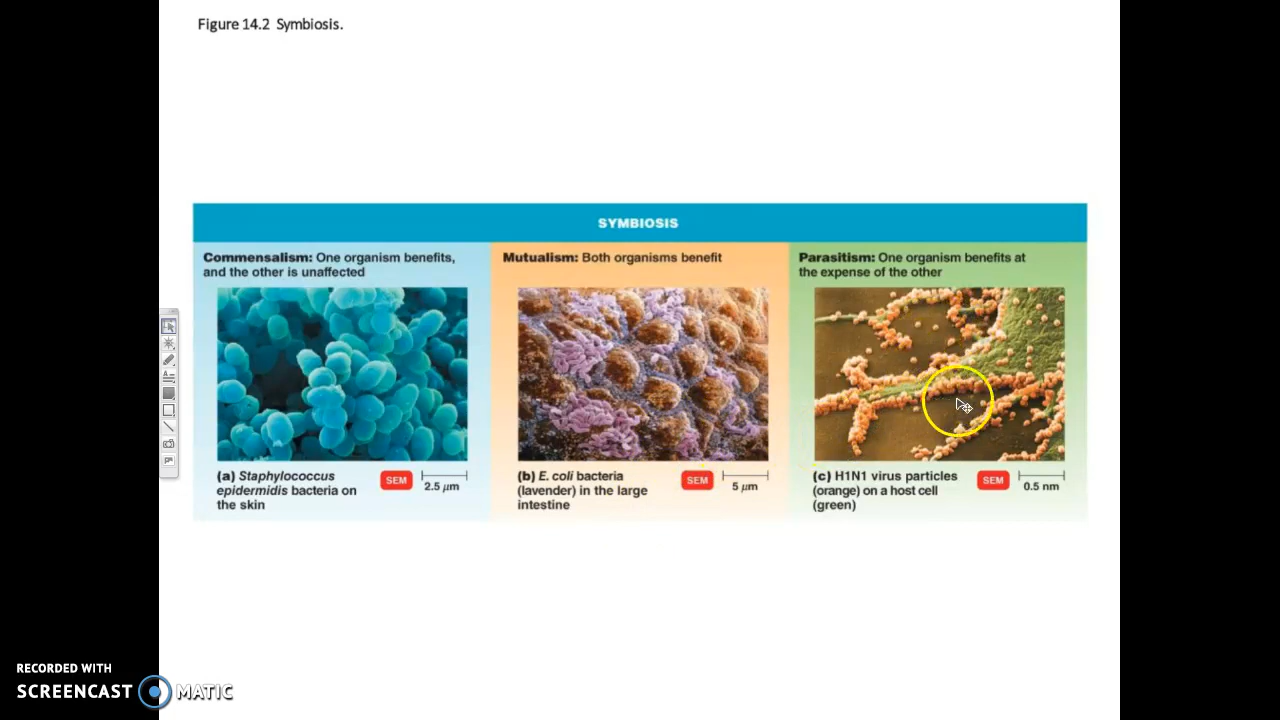 Figure 14.2 Symbiosis.
SYMBIOSIS
Commensalism: One organism benefits,
and the other is unaffected
Mutualism: Both organisms benefit
Parasitism: One organism benefits at
the expense of the other
(a) Staphylococcus
epidermidis bacteria on
the skin
SEM
2.5 μm
(b) E. coli bacteria
(lavender) in the large
intestine
SEM
5 μm
(c) H1N1 virus particles
(orange) on a host cell
(green)
SEM
0.5 nm
RECORDED WITH
SCREENCAST MATIC